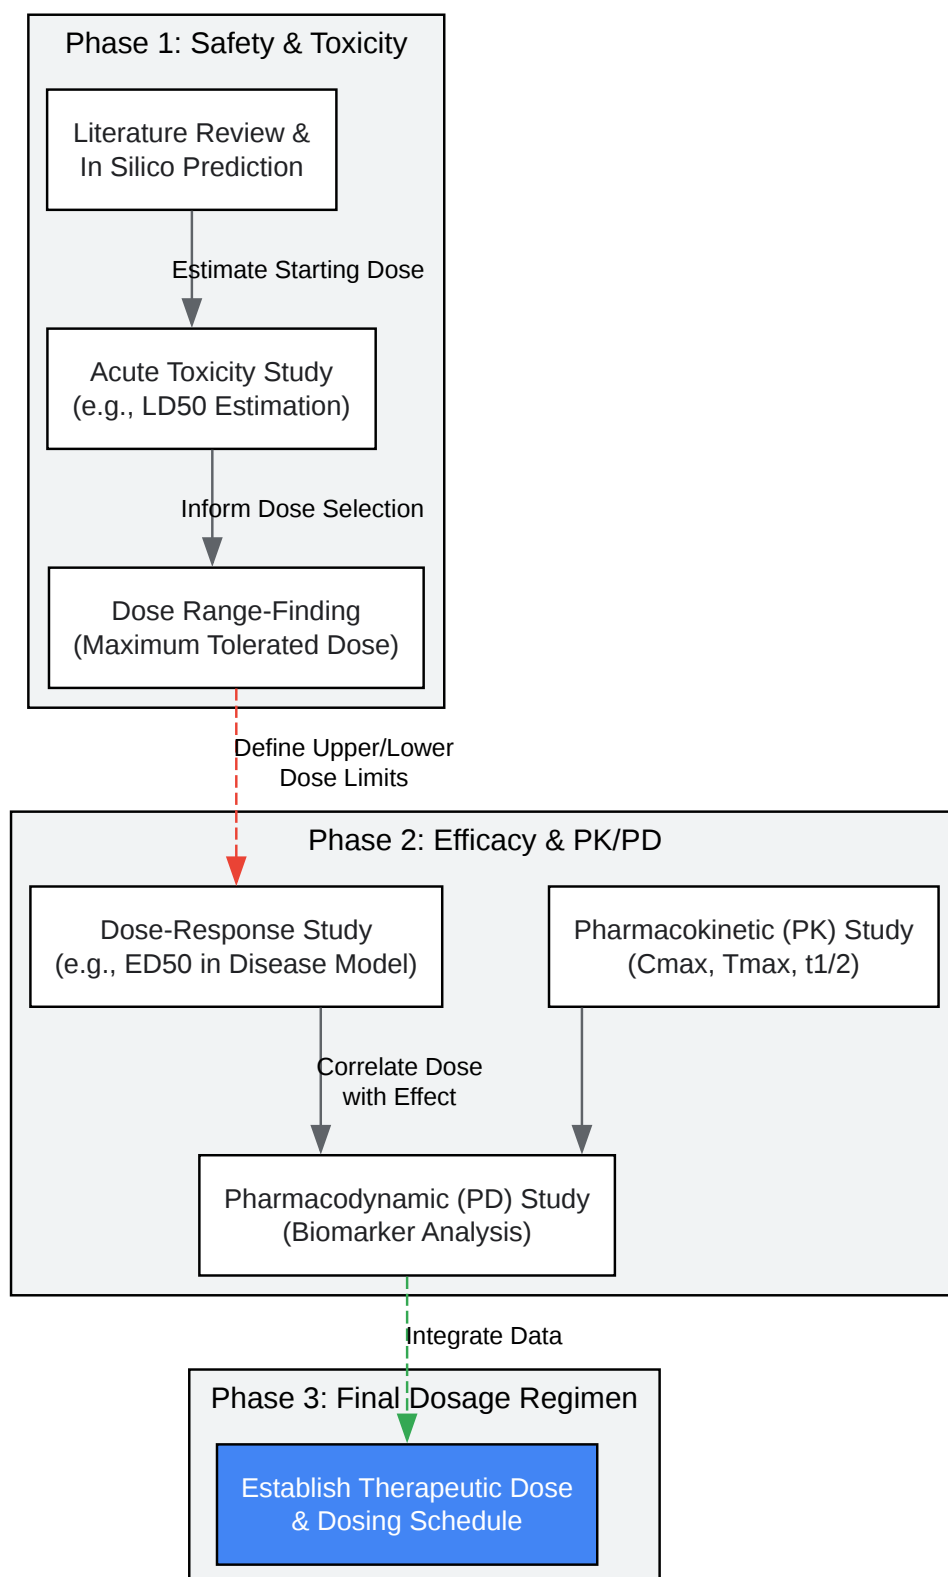 Phase 1: Safety & Toxicity
Literature Review &
In Silico Prediction
Estimate Starting Dose
Acute Toxicity Study
(e.g., LD50 Estimation)
Inform Dose Selection
Dose Range-Finding
(Maximum Tolerated Dose)
Define Upper/Lower
Dose Limits
Phase 2: Efficacy & PK/PD
Dose-Response Study
(e.g., ED50 in Disease Model)
Pharmacokinetic (PK) Study
(Cmax, Tmax, t1/2)
Correlate Dose
with Effect
Pharmacodynamic (PD) Study
(Biomarker Analysis)
Integrate Data
Phase 3: Final Dosage Regimen
Establish Therapeutic Dose
& Dosing Schedule